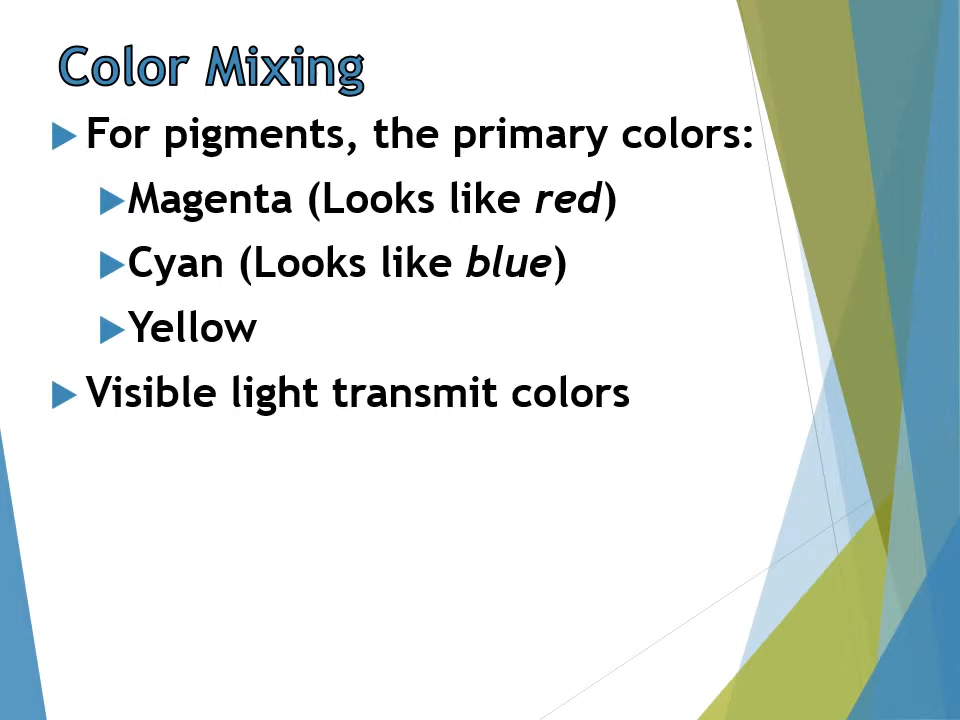 Color Mixing
For pigments, the primary colors:
Magenta (Looks like red)
Cyan (Looks like blue)
Yellow
Visible light transmit colors